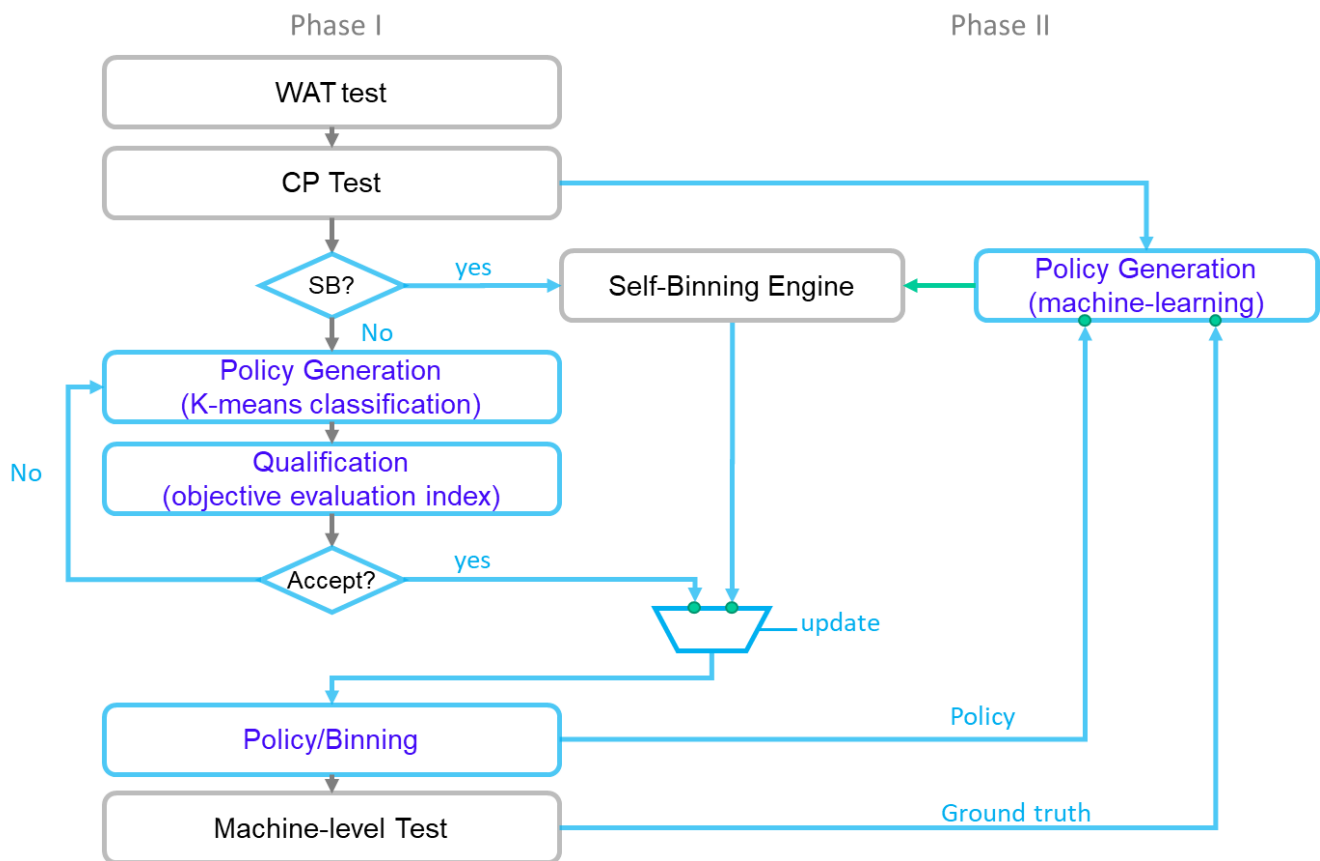 Phase I
Phase II
WAT test
CP Test
SB?
yes
Self-Binning Engine
Policy Generation
(machine-learning)
No
Policy Generation
(K-means classification)
No
Qualification
(objective evaluation index)
Accept?
yes
update
Policy/Binning
Policy
Machine-level Test
Ground truth